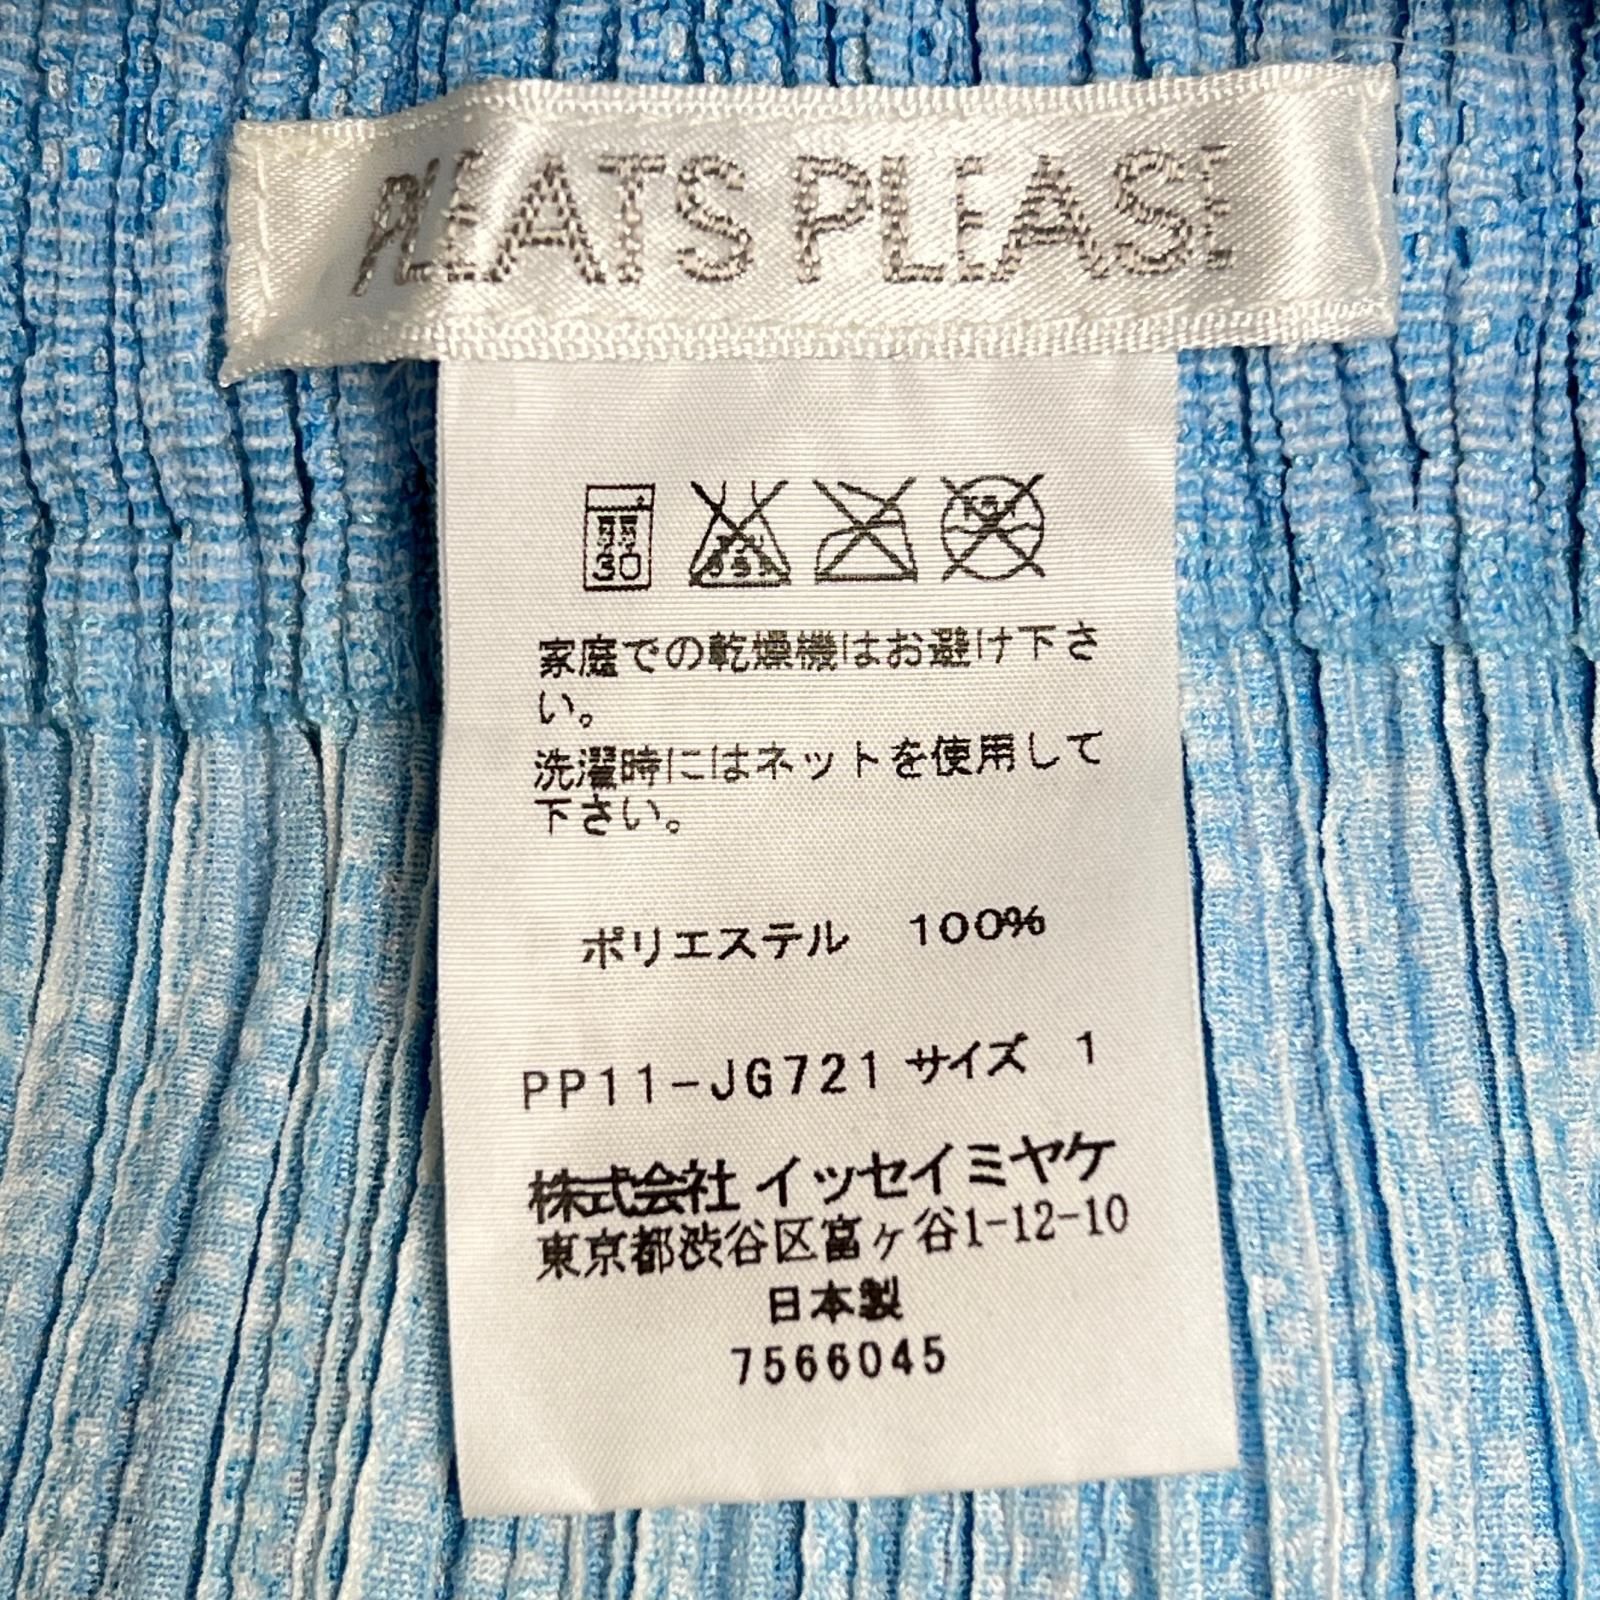 PLEATS PLEASE
30
家庭での乾燥機はお避け下さ
い。
洗濯時にはネットを使用して
下さい。
ポリエステル 100%
PP11-JG721 サイズ 1
株式会社 イッセイミヤケ
東京都渋谷区富ヶ谷1-12-10
日本製
7566045